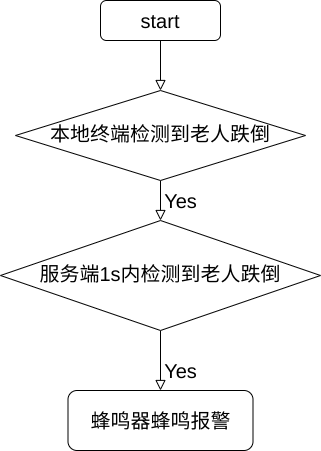 start
本地终端检测到老人跌倒
Yes
服务端1s内检测到老人跌倒
Yes
蜂鸣器蜂鸣报警